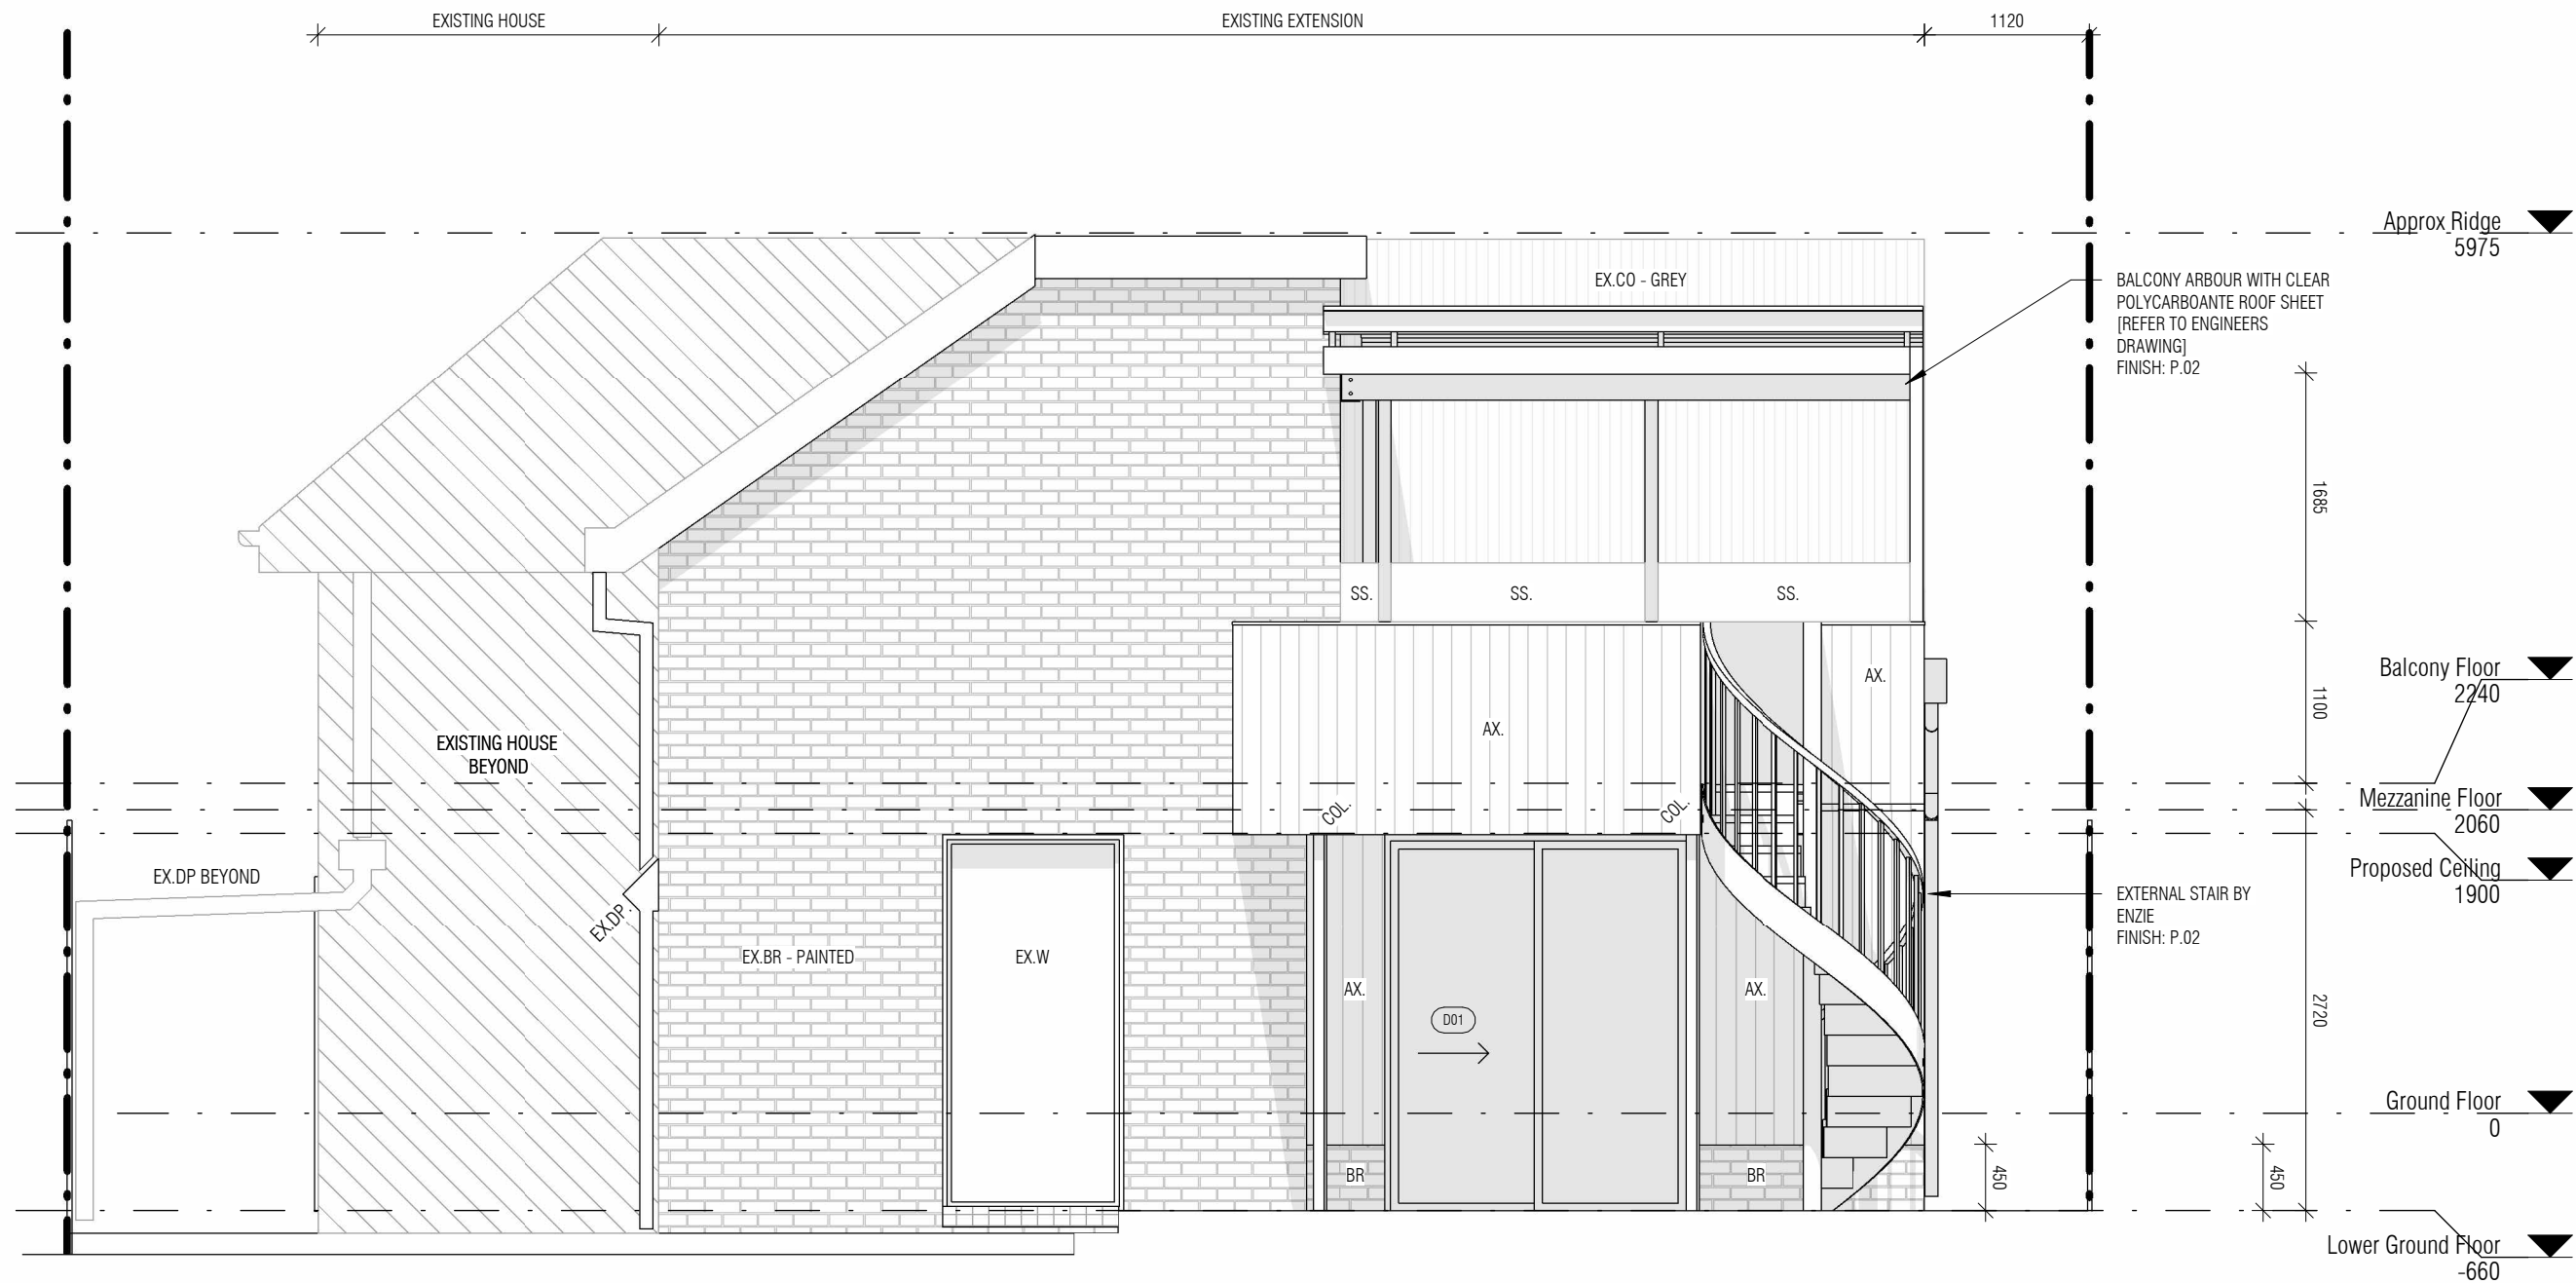 EXISTING HOUSE
EXISTING EXTENSION
1120
Approx Ridge
5975
EX.CO - GREY
BALCONY ARBOUR WITH CLEAR
POLYCARBOANTE ROOF SHEET
[REFER TO ENGINEERS
DRAWING]
FINISH: P.02
1685
SS.
SS.
SS.
Balcony Floor
2240
AX.
1100
AX.
EXISTING HOUSE
BEYOND
Mezzanine Floor
2060
COL.
COL.
Proposed Ceiling
1900
EX.DP BEYOND
EX.DP.
EXTERNAL STAIR BY
ENZIE
FINISH: P.02
EX.BR - PAINTED
EX.W
AX.
AX.
D01
2720
Ground Floor
0
BR
BR
450
450
Lower Ground Floor
-660